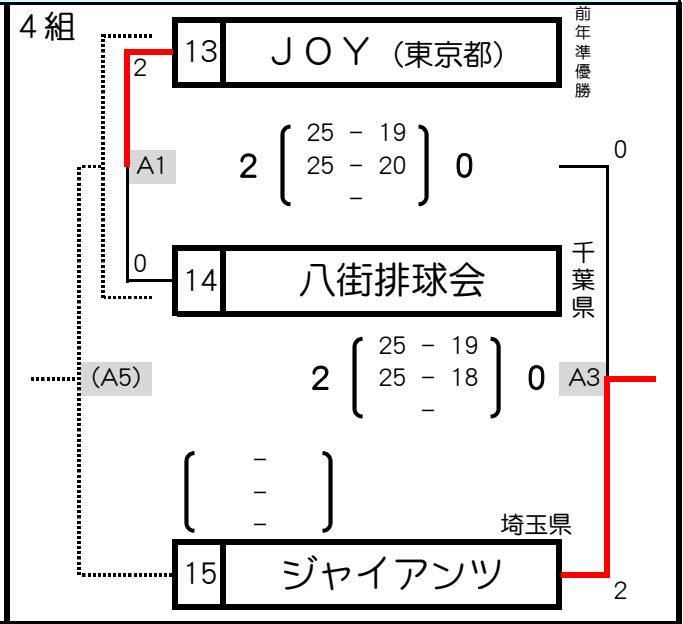 ４組
前年準優勝
13 ＪＯＹ（東京都）
2
25 − 19
A1 2 25 − 20 0
−
0
0
14 八街排球会
千葉県
25 − 19
(A5) 2 25 − 18 0 A3
−
−
−
−
埼玉県
15 ジャイアンツ
2